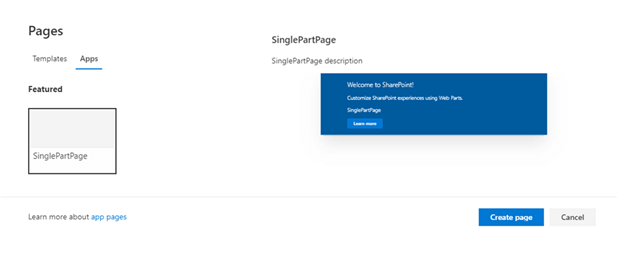 Pages
Templates
Apps
Featured
SinglePartPage
SinglePartPage
SinglePartPage description
Welcome to SharePoint!
Customize SharePoint experiences using Web Parts.
SinglePartPage
Learn more
Learn more about app pages
Create page
Cancel